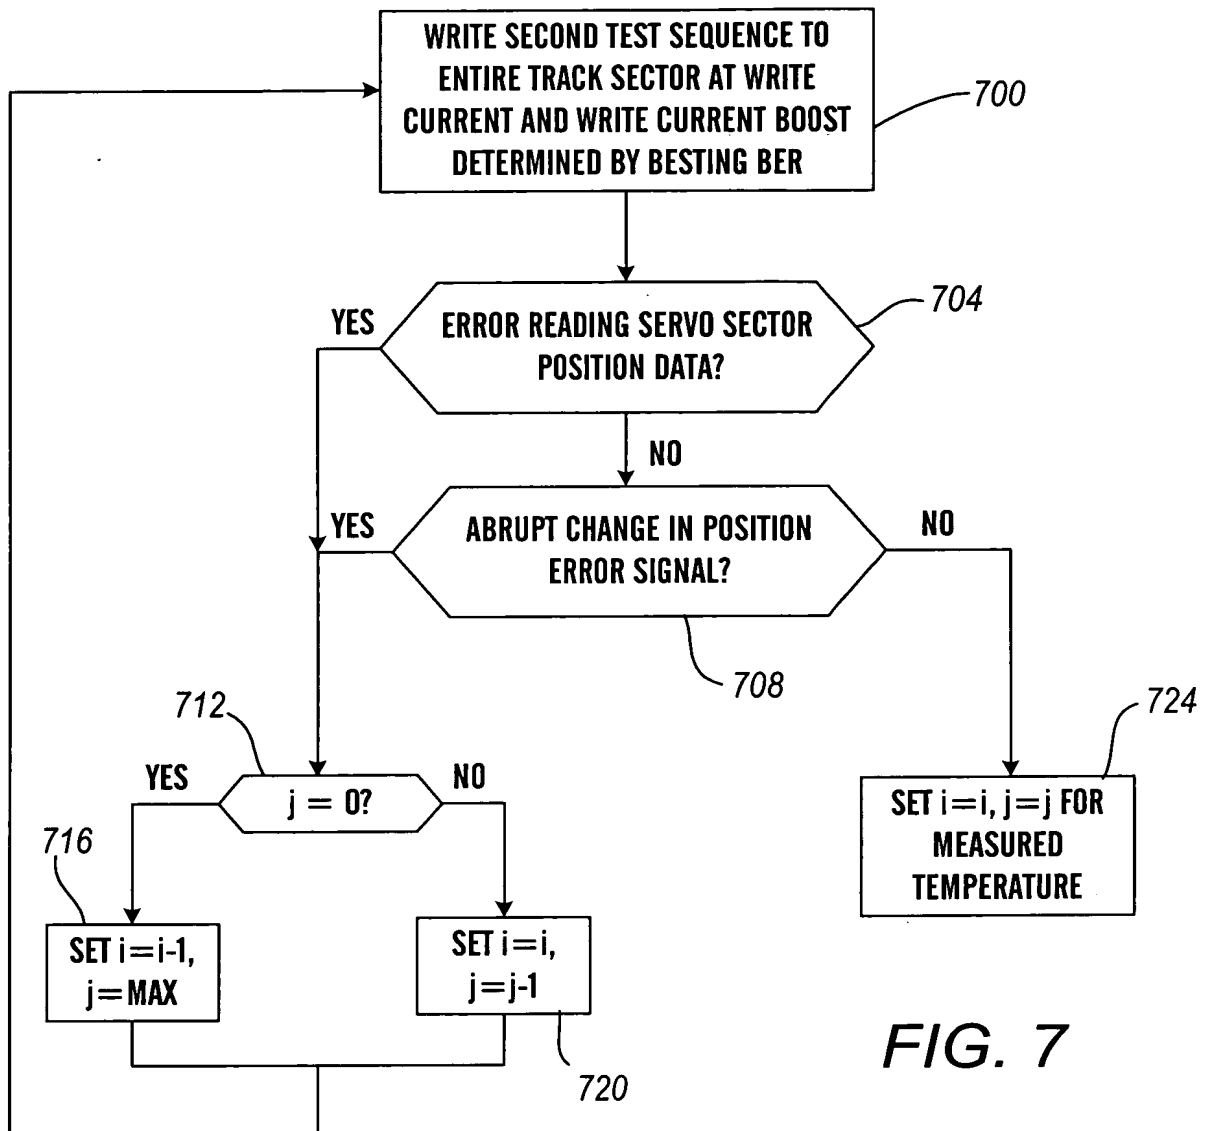 WRITE SECOND TEST SEQUENCE TO
ENTIRE TRACK SECTOR AT WRITE
CURRENT AND WRITE CURRENT BOOST
DETERMINED BY BESTING BER
700
704
YES
ERROR READING SERVO SECTOR
POSITION DATA?
NO
YES
ABRUPT CHANGE IN POSITION
ERROR SIGNAL?
NO
708
712
724
YES
j = 0?
NO
SET i=i, j=j FOR
MEASURED
TEMPERATURE
716
SET i=i-1,
j=MAX
SET i=i,
j=j-1
720
FIG. 7